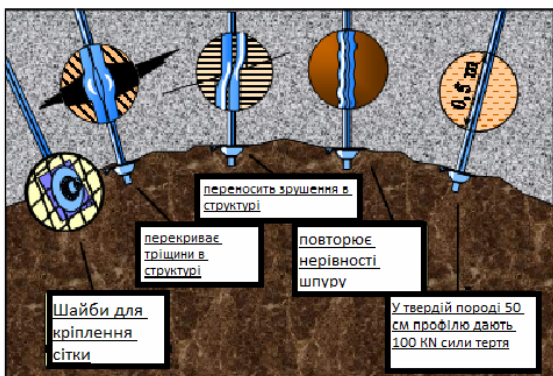 0,5 m
переносить зрушення в
структурі
перекриває
тріщини в
структурі
повторює
нерівності
шпуру
Шайби для
кріплення
сітки
У твердій породі 50
см профілю дають
100 KN сили тертя